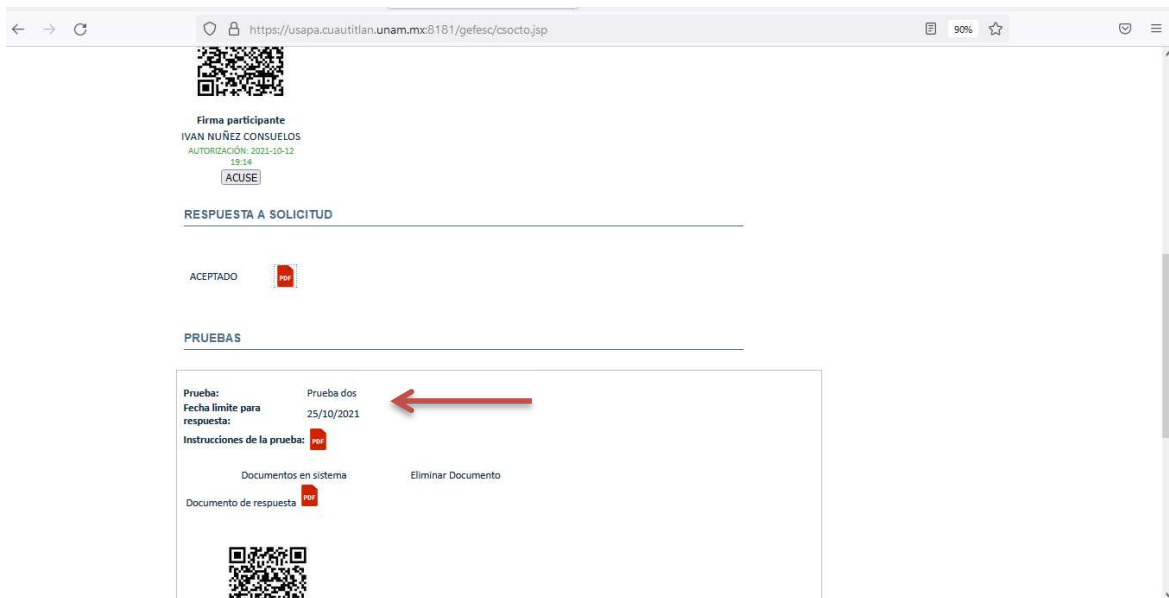 https://usapa.cuautitlan.unam.mx:8181/gefesc/csocto.jsp
90%
Firma participante
IVAN NUÑEZ CONSUELOS
AUTORIZACIÓN: 2021-10-12
19:14
ACUSE
RESPUESTA A SOLICITUD
ACEPTADO
PDF
PRUEBAS
Prueba: Prueba dos
Fecha limite para
respuesta: 25/10/2021
Instrucciones de la prueba: PDF
Documentos en sistema Eliminar Documento
Documento de respuesta PDF